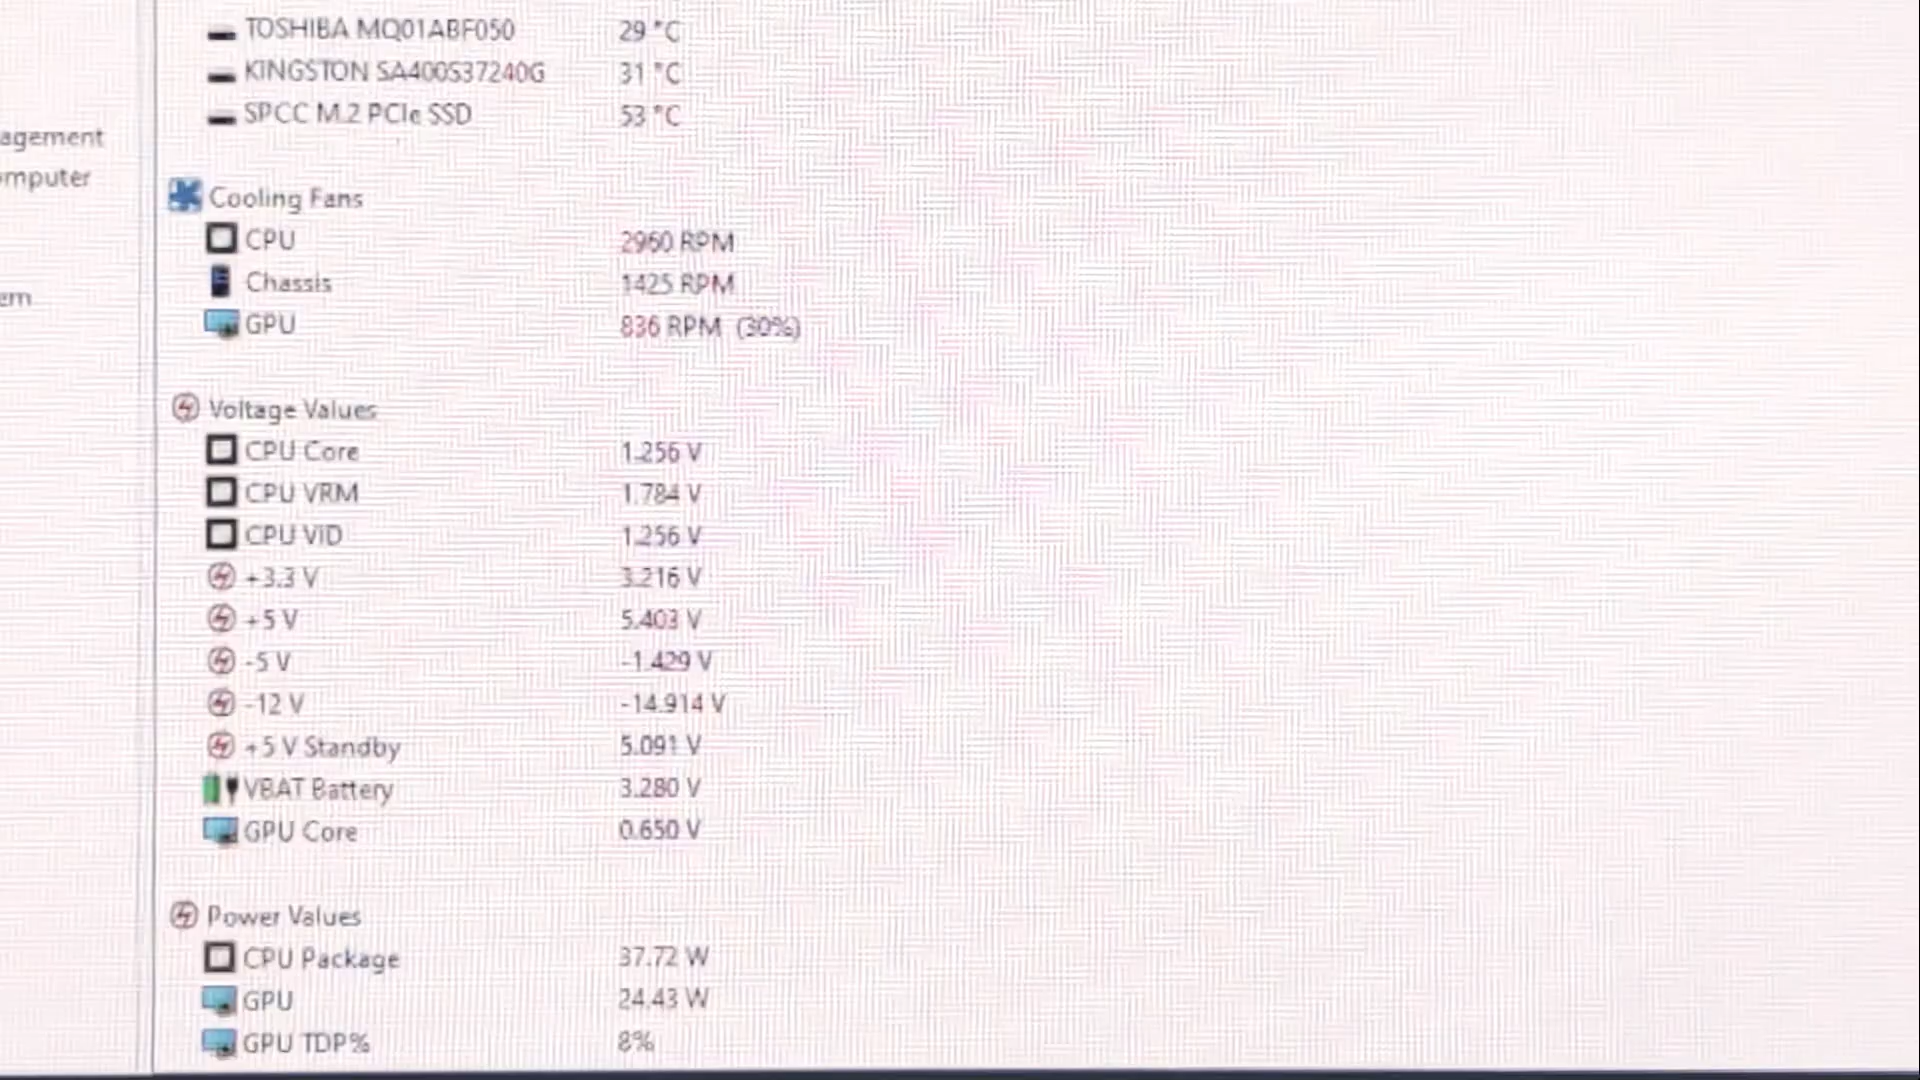 TOSHIBA MQ01ABF050 29 °C
KINGSTON SA400S37240G 31 °C
SPCC M.2 PCIe SSD 53 °C
agement
omputer
em
Cooling Fans
CPU 2960 RPM
Chassis 1425 RPM
GPU 836 RPM (30%)
Voltage Values
CPU Core 1.256 V
CPU VRM 1.784 V
CPU VID 1.256 V
+3.3 V 3.216 V
+5 V 5.403 V
-5 V -1.429 V
-12 V -14.914 V
+5 V Standby 5.091 V
VBAT Battery 3.280 V
GPU Core 0.650 V
Power Values
CPU Package 37.72 W
GPU 24.43 W
GPU TDP% 8%